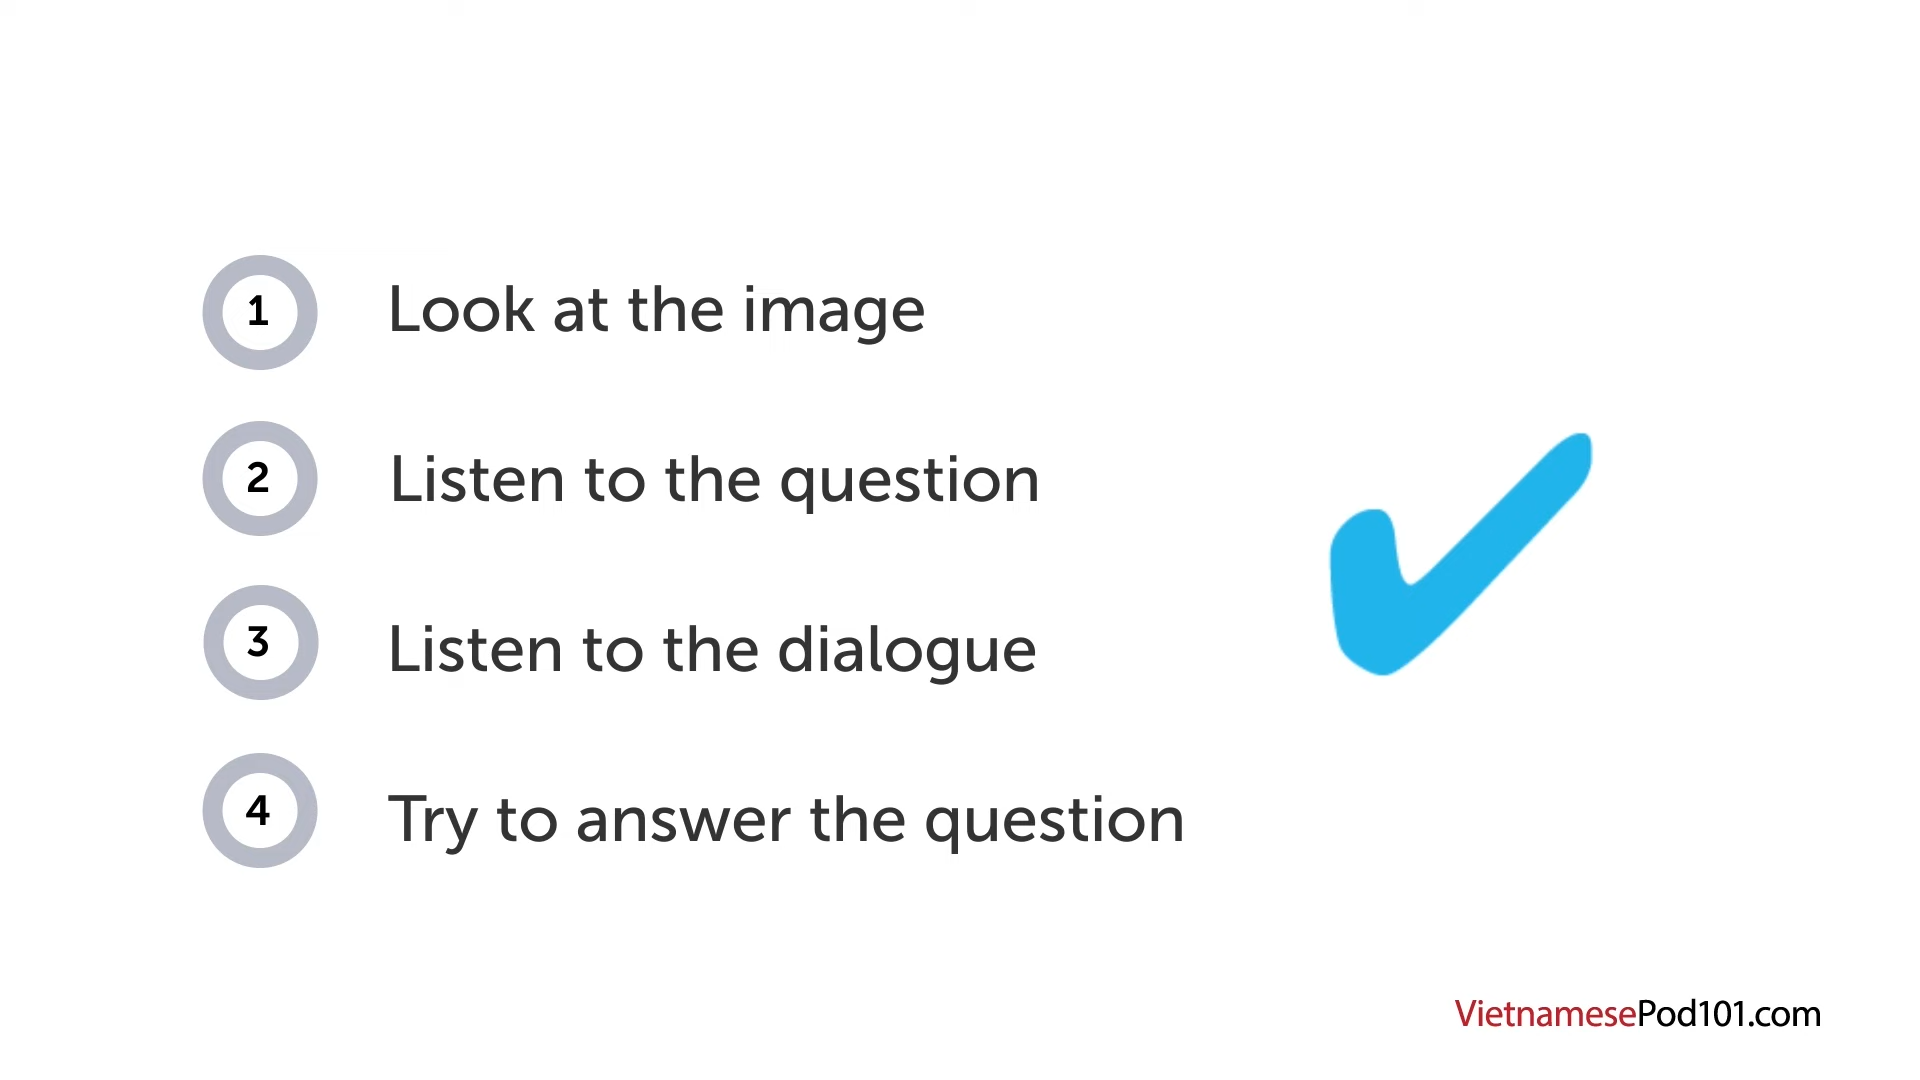 1 Look at the image
2 Listen to the question
3 Listen to the dialogue
4 Try to answer the question
VietnamesePod101.com